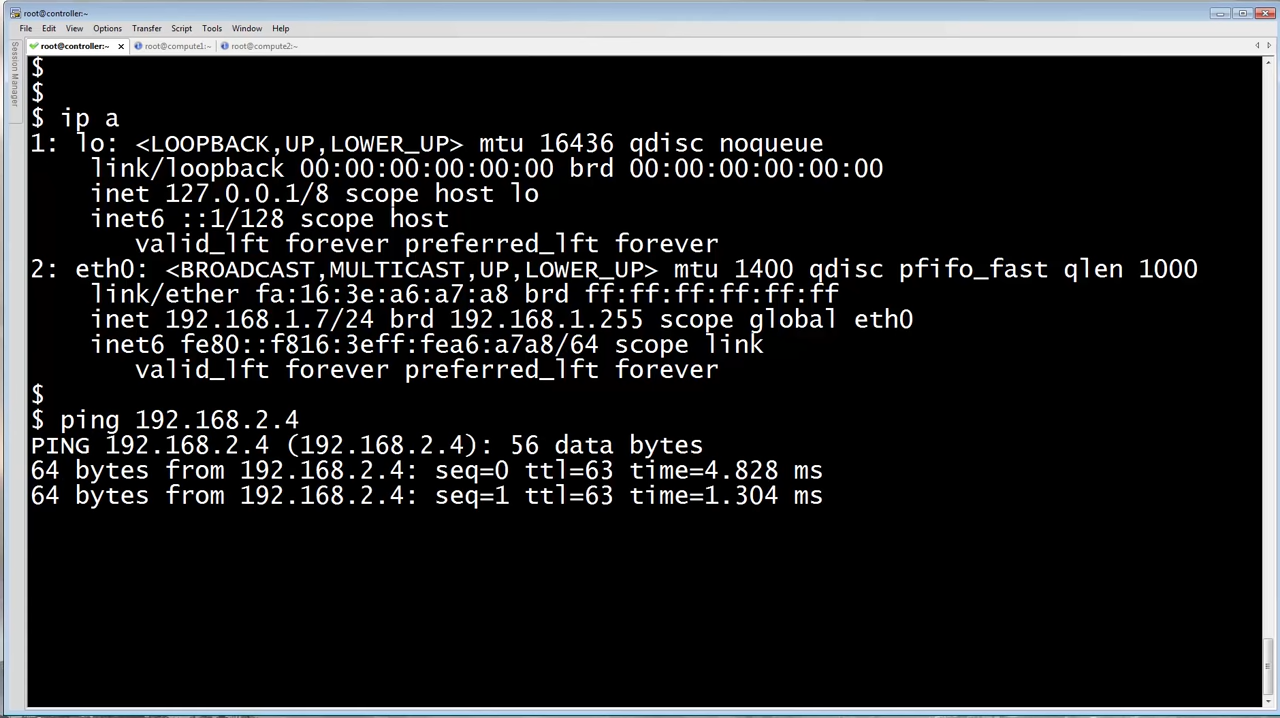 root@controller:~
File Edit View Options Transfer Script Tools Window Help
root@controller:~ root@compute1:~ root@compute2:~
Session Manager
$
$
$ ip a
1: lo: <LOOPBACK,UP,LOWER_UP> mtu 16436 qdisc noqueue
link/loopback 00:00:00:00:00:00 brd 00:00:00:00:00:00
inet 127.0.0.1/8 scope host lo
inet6 ::1/128 scope host
valid_lft forever preferred_lft forever
2: eth0: <BROADCAST,MULTICAST,UP,LOWER_UP> mtu 1400 qdisc pfifo_fast qlen 1000
link/ether fa:16:3e:a6:a7:a8 brd ff:ff:ff:ff:ff:ff
inet 192.168.1.7/24 brd 192.168.1.255 scope global eth0
inet6 fe80::f816:3eff:fea6:a7a8/64 scope link
valid_lft forever preferred_lft forever
$
$ ping 192.168.2.4
PING 192.168.2.4 (192.168.2.4): 56 data bytes
64 bytes from 192.168.2.4: seq=0 ttl=63 time=4.828 ms
64 bytes from 192.168.2.4: seq=1 ttl=63 time=1.304 ms